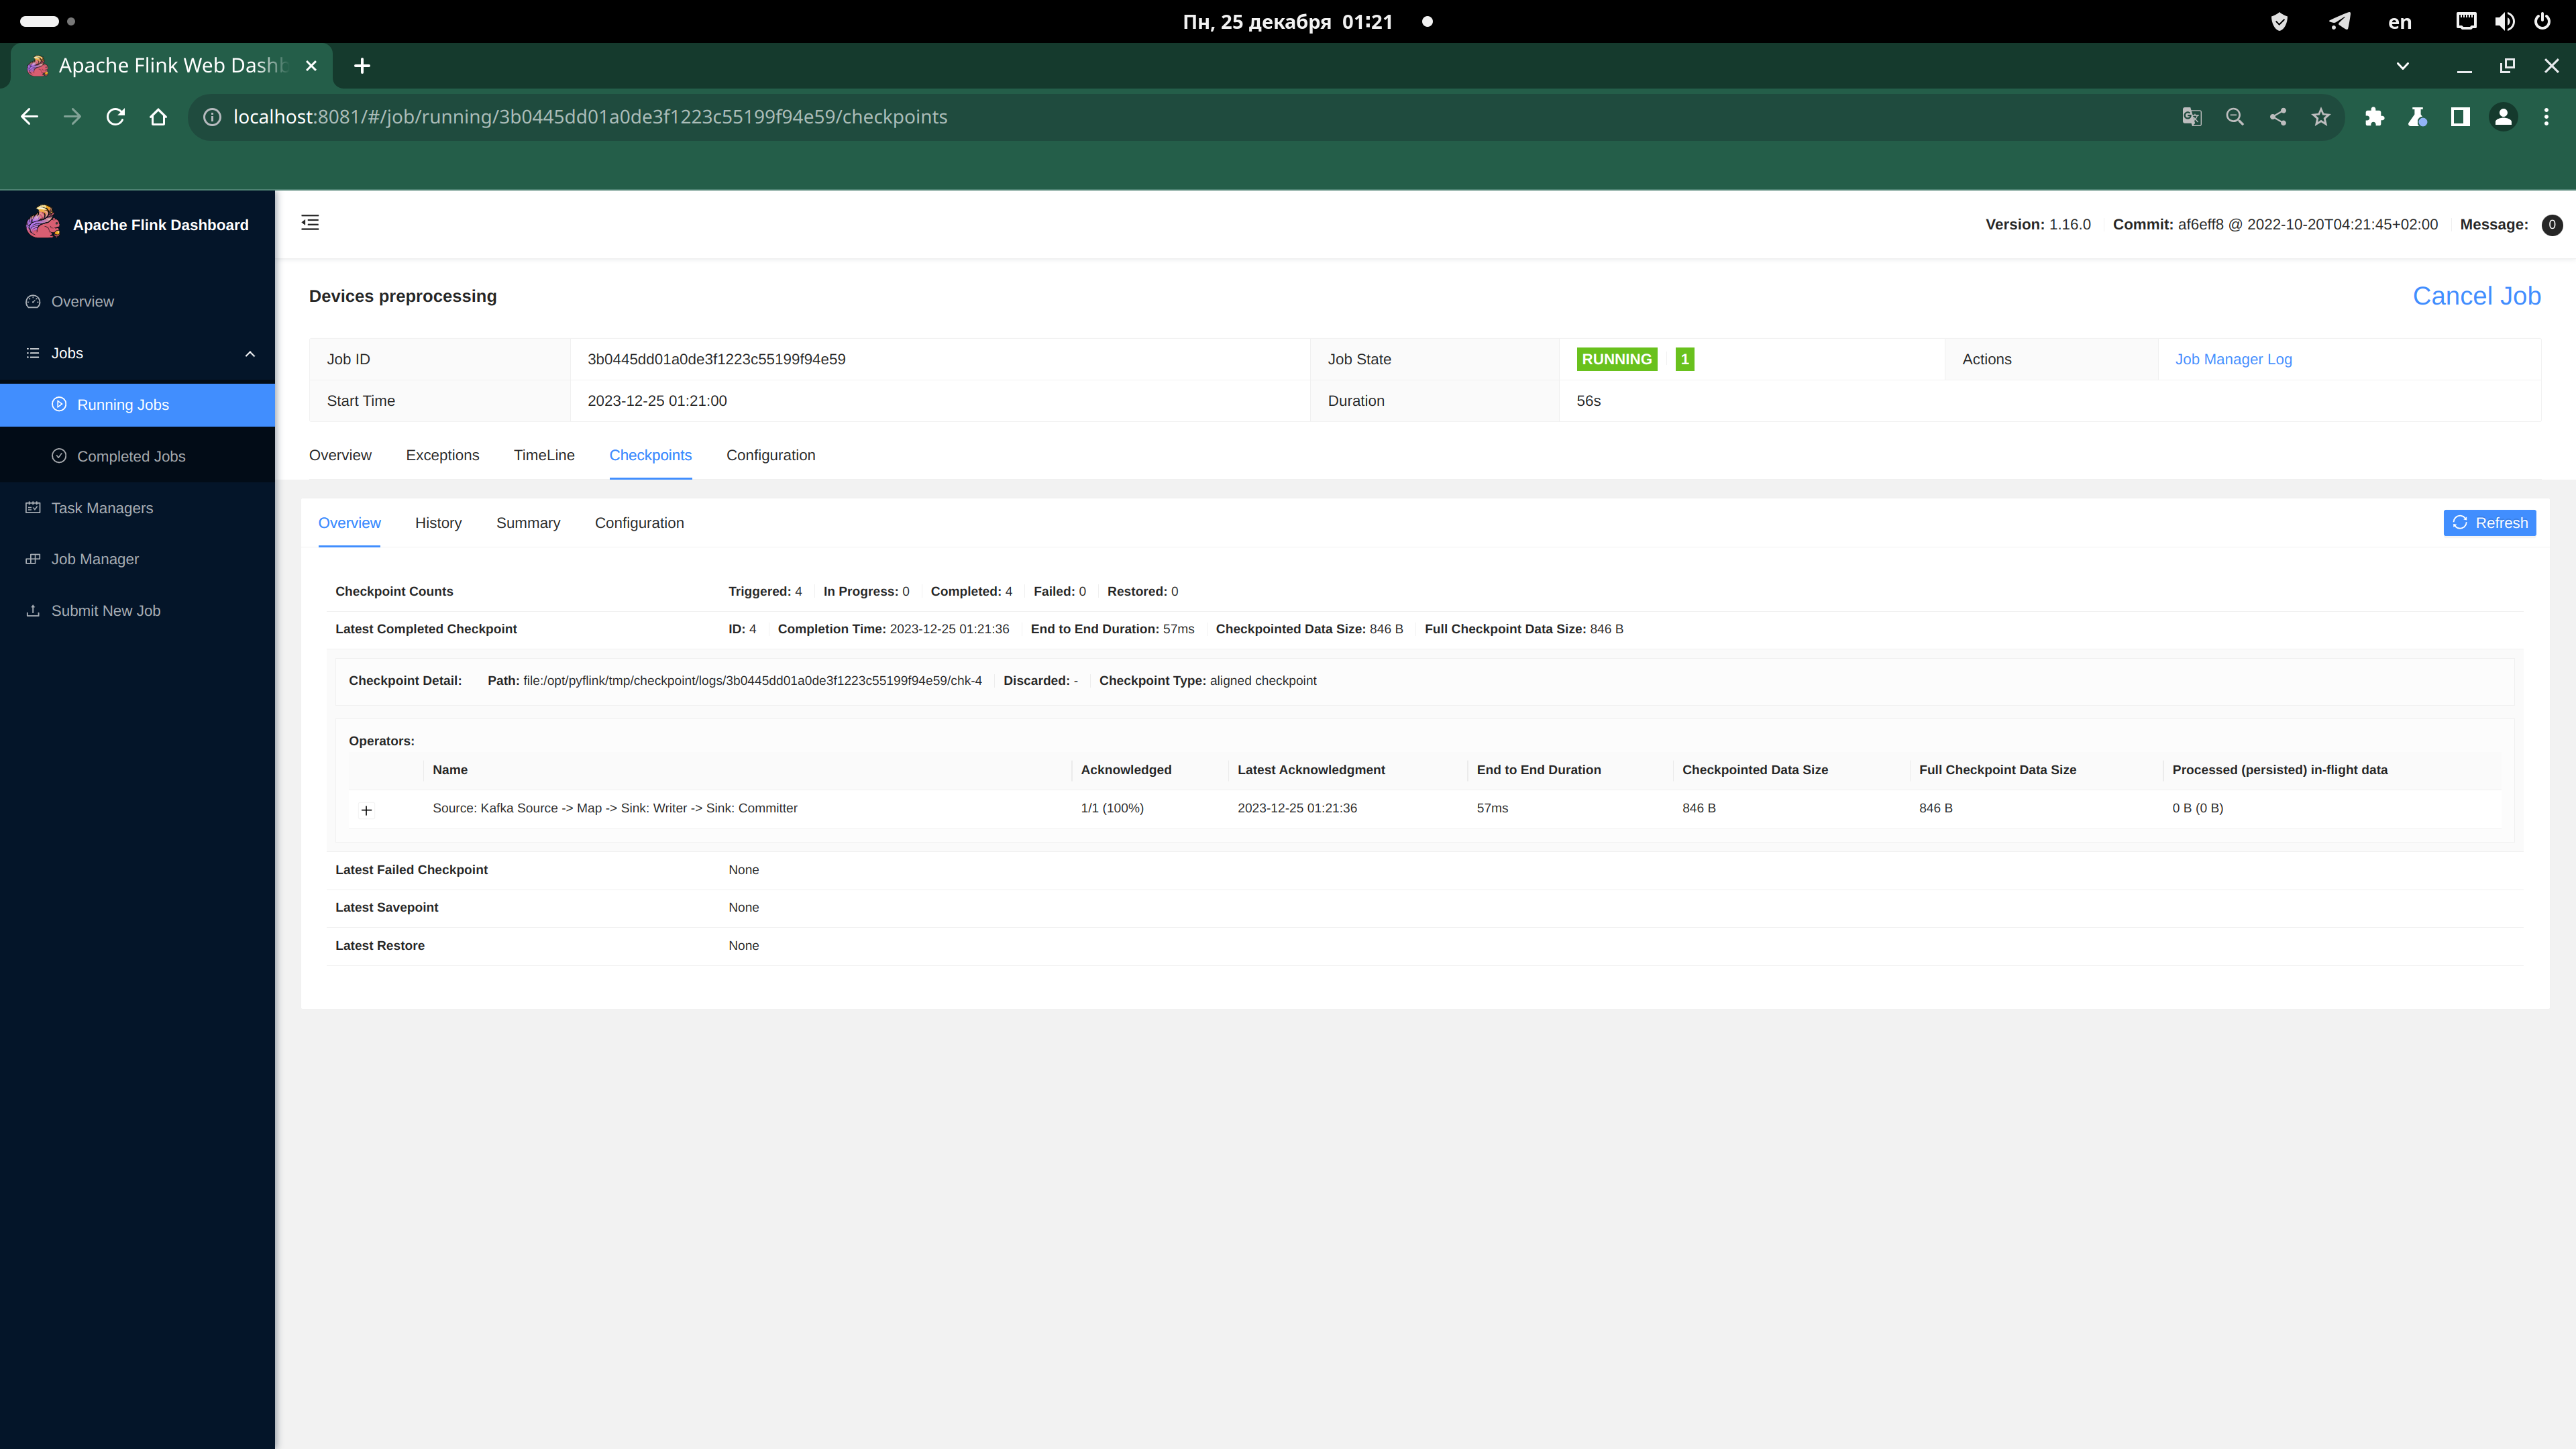 Пн, 25 декабря 01:21
en
Apache Flink Web Dashb
localhost:8081/#/job/running/3b0445dd01a0de3f1223c55199f94e59/checkpoints
Apache Flink Dashboard
Version: 1.16.0 Commit: af6eff8 @ 2022-10-20T04:21:45+02:00 Message: 0
Overview
Jobs
Running Jobs
Completed Jobs
Task Managers
Job Manager
Submit New Job
Devices preprocessing
Cancel Job
Job ID 3b0445dd01a0de3f1223c55199f94e59 Job State RUNNING 1 Actions Job Manager Log
Start Time 2023-12-25 01:21:00 Duration 56s
Overview Exceptions TimeLine Checkpoints Configuration
Overview History Summary Configuration Refresh
Checkpoint Counts Triggered: 4 In Progress: 0 Completed: 4 Failed: 0 Restored: 0
Latest Completed Checkpoint ID: 4 Completion Time: 2023-12-25 01:21:36 End to End Duration: 57ms Checkpointed Data Size: 846 B Full Checkpoint Data Size: 846 B
Checkpoint Detail: Path: file:/opt/pyflink/tmp/checkpoint/logs/3b0445dd01a0de3f1223c55199f94e59/chk-4 Discarded: - Checkpoint Type: aligned checkpoint
Operators:
Name Acknowledged Latest Acknowledgment End to End Duration Checkpointed Data Size Full Checkpoint Data Size Processed (persisted) in-flight data
Source: Kafka Source -> Map -> Sink: Writer -> Sink: Committer 1/1 (100%) 2023-12-25 01:21:36 57ms 846 B 846 B 0 B (0 B)
Latest Failed Checkpoint None
Latest Savepoint None
Latest Restore None